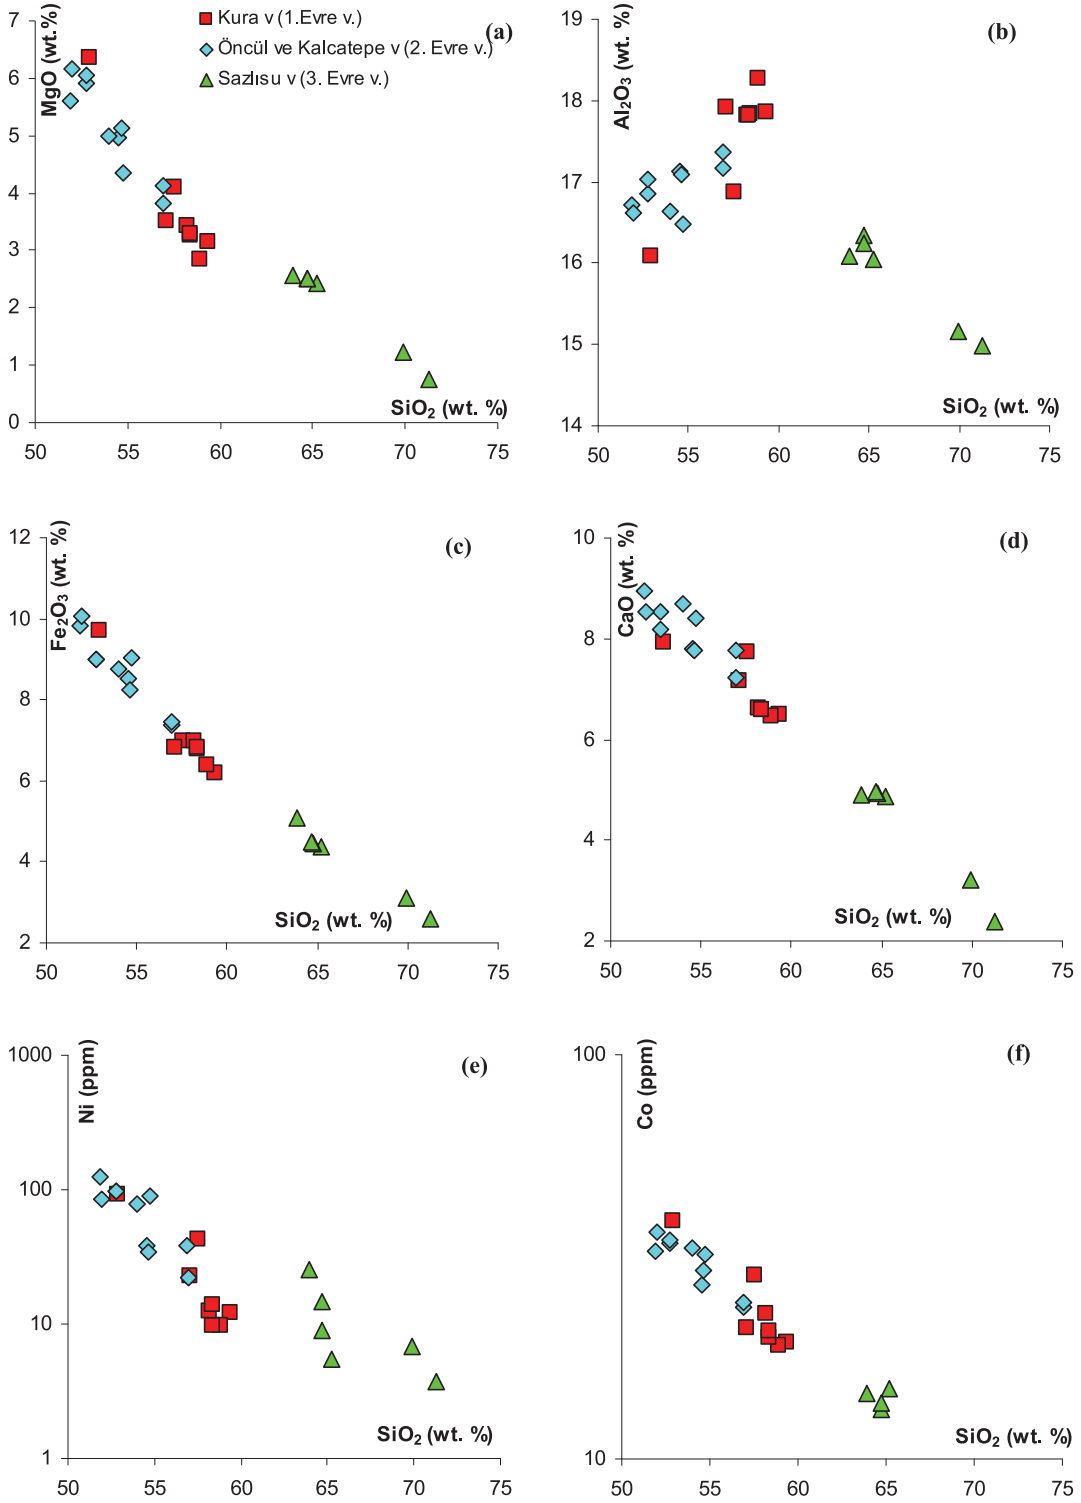 Kura v (1.Evre v.)
Öncül ve Kalcatepe v (2. Evre v.)
Sazlısu v (3. Evre v.)
(a)
MgO (wt.%)
7
6
5
4
3
2
1
0
SiO₂ (wt. %)
50 55 60 65 70 75
(b)
Al₂O₃ (wt. %)
19
18
17
16
15
14
SiO₂ (wt. %)
50 55 60 65 70 75
(c)
Fe₂O₃ (wt. %)
12
10
8
6
4
2
SiO₂ (wt. %)
50 55 60 65 70 75
(d)
CaO (wt. %)
10
8
6
4
2
SiO₂ (wt. %)
50 55 60 65 70 75
(e)
Ni (ppm)
1000
100
10
1
SiO₂ (wt. %)
50 55 60 65 70 75
(f)
Co (ppm)
100
10
SiO₂ (wt. %)
50 55 60 65 70 75